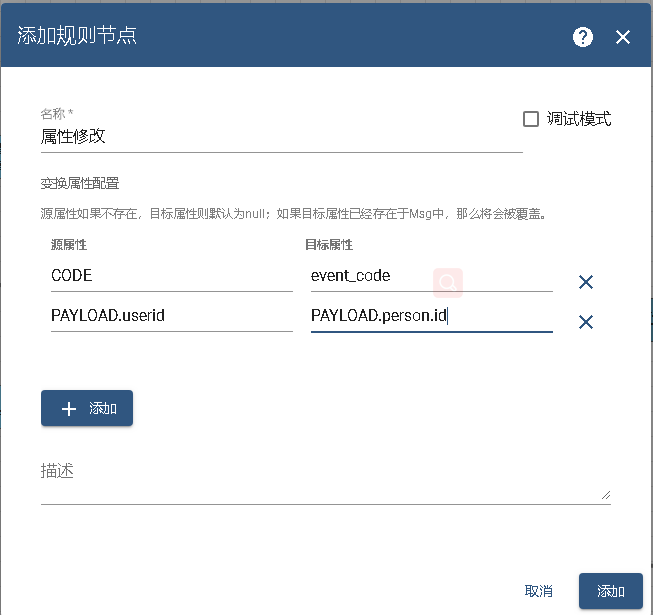 添加规则节点
名称 *
属性修改
调试模式
变换属性配置
源属性如果不存在，目标属性则默认为null；如果目标属性已经存在于Msg中，那么将会被覆盖。
源属性 目标属性
CODE event_code
PAYLOAD.userid PAYLOAD.person.id
添加
描述
取消 添加